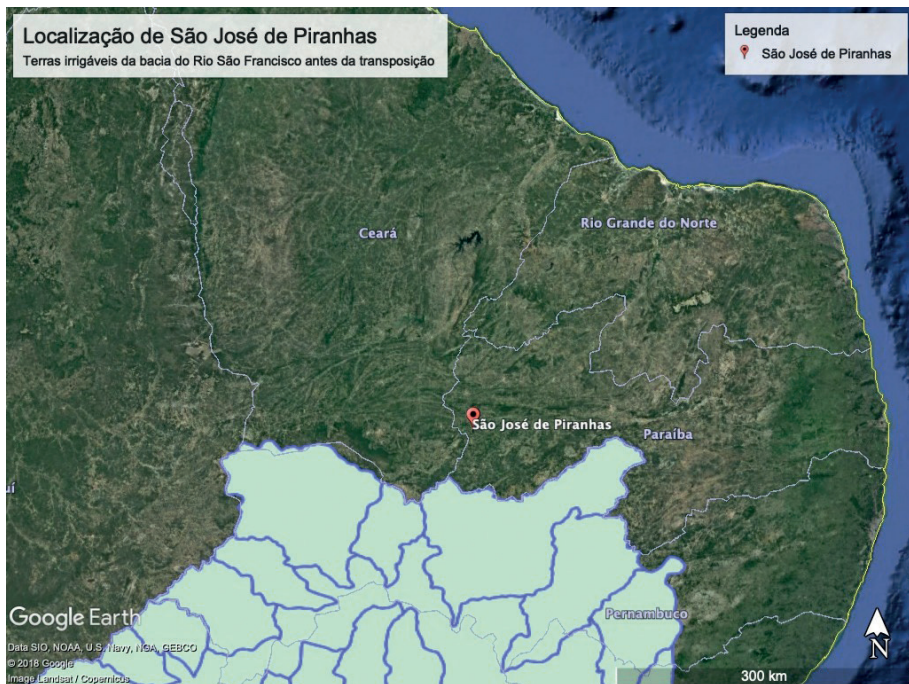 Localização de São José de Piranhas
Terras irrigáveis da bacia do Rio São Francisco antes da transposição
Legenda
São José de Piranhas
Ceará
Rio Grande do Norte
São José de Piranhas
Paraíba
uí
Pernambuco
Google Earth
Data SIO, NOAA, U.S. Navy, NGA, GEBCO
© 2018 Google
Image Landsat / Copernicus
N
300 km